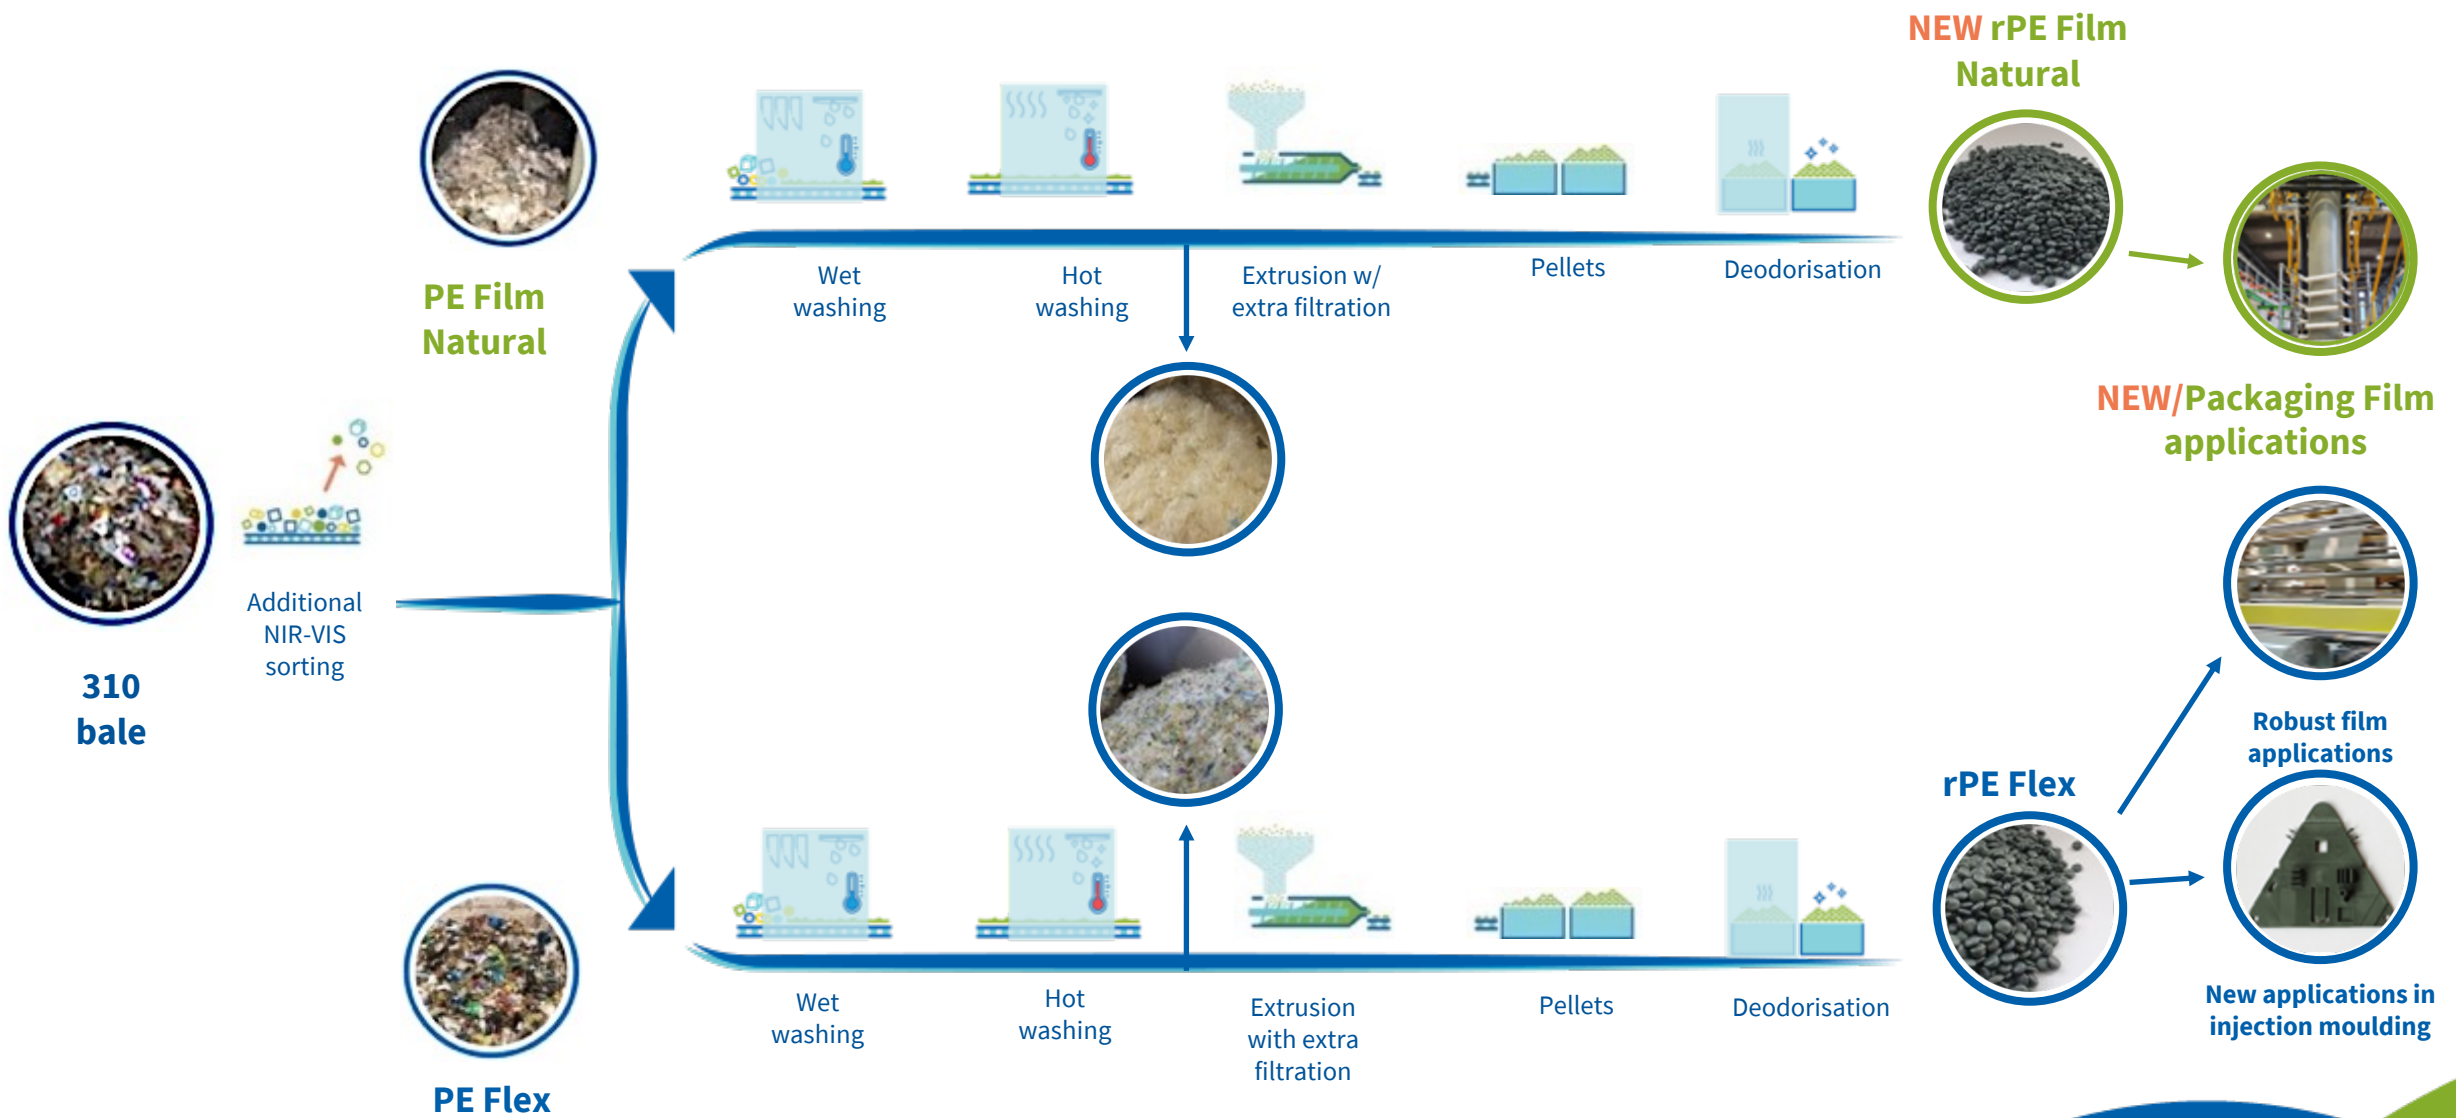 NEW rPE Film
Natural
PE Film
Natural
Wet
washing
Hot
washing
Extrusion w/
extra filtration
Pellets
Deodorisation
NEW/Packaging Film
applications
310
bale
Additional
NIR-VIS
sorting
Robust film
applications
rPE Flex
PE Flex
Wet
washing
Hot
washing
Extrusion
with extra
filtration
Pellets
Deodorisation
New applications in
injection moulding